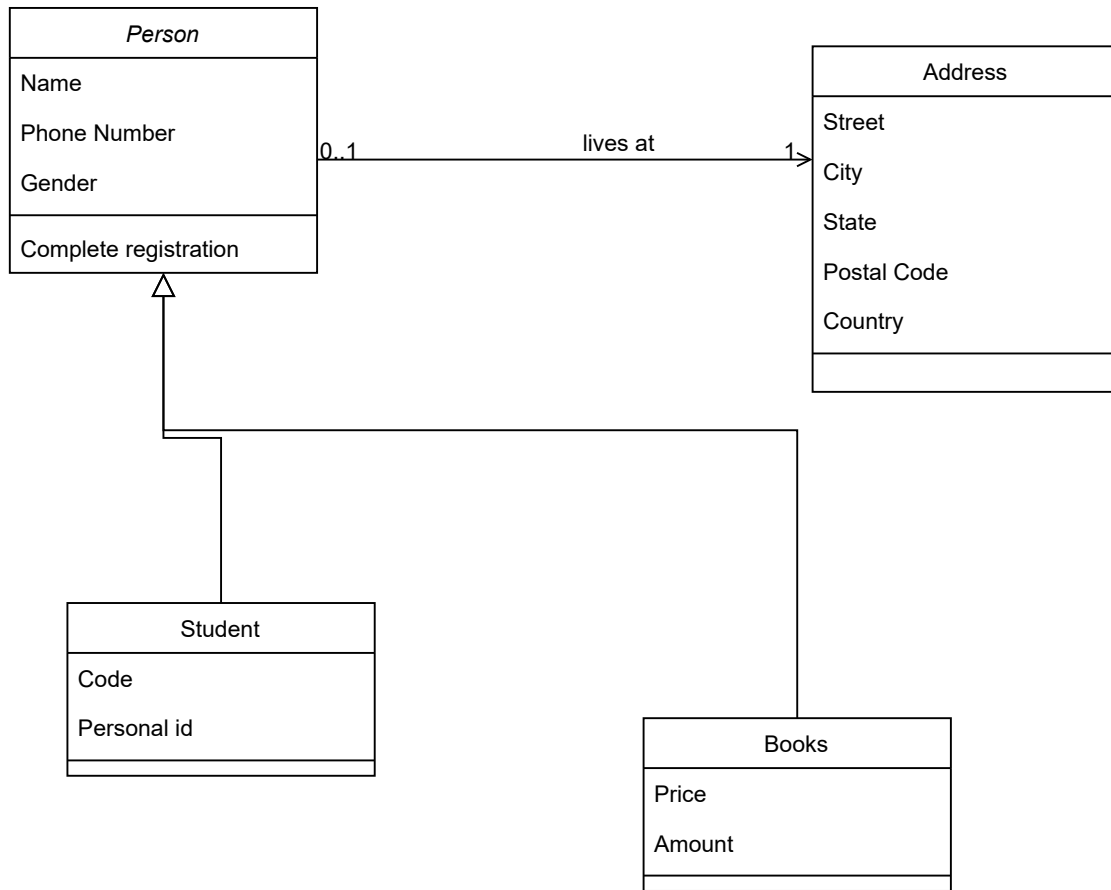 Person
Name
Phone Number
Gender
Complete registration
0..1
lives at
1
Address
Street
City
State
Postal Code
Country
Student
Code
Personal id
Books
Price
Amount